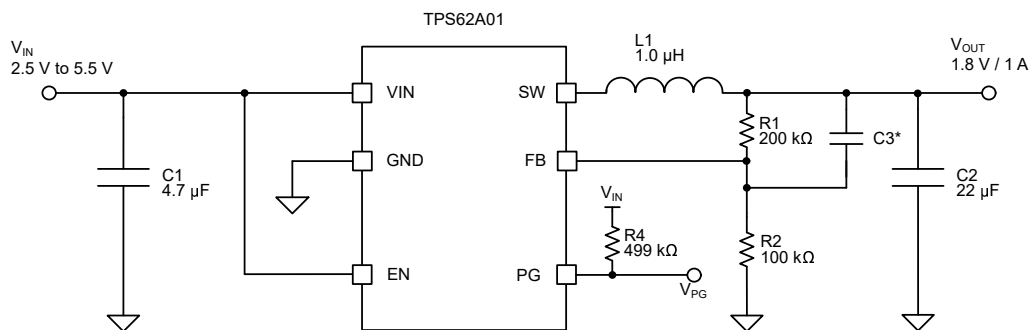 TPS62A01
V_IN
2.5 V to 5.5 V
L1
1.0 µH
V_OUT
1.8 V / 1 A
VIN
SW
R1
200 kΩ
C3*
GND
FB
C1
4.7 µF
C2
22 µF
V_IN
R4
499 kΩ
R2
100 kΩ
EN
PG
V_PG